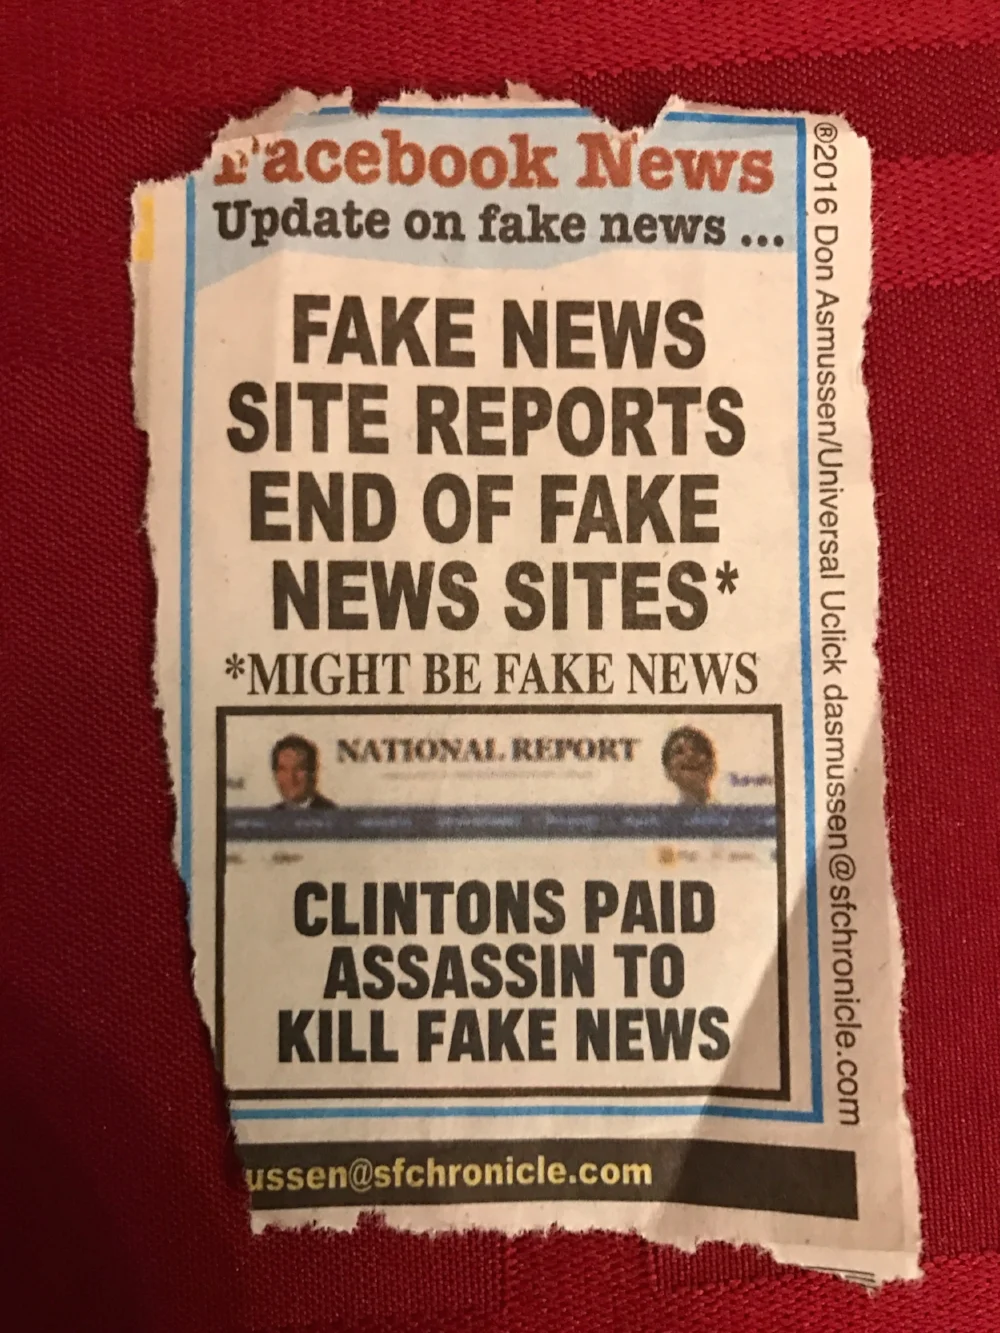 Facebook News
Update on fake news ...
FAKE NEWS
SITE REPORTS
END OF FAKE
NEWS SITES*
*MIGHT BE FAKE NEWS
NATIONAL REPORT
CLINTONS PAID
ASSASSIN TO
KILL FAKE NEWS
ussen@sfchronicle.com
®2016 Don Asmussen/Universal Uclick dasmussen@sfchronicle.com